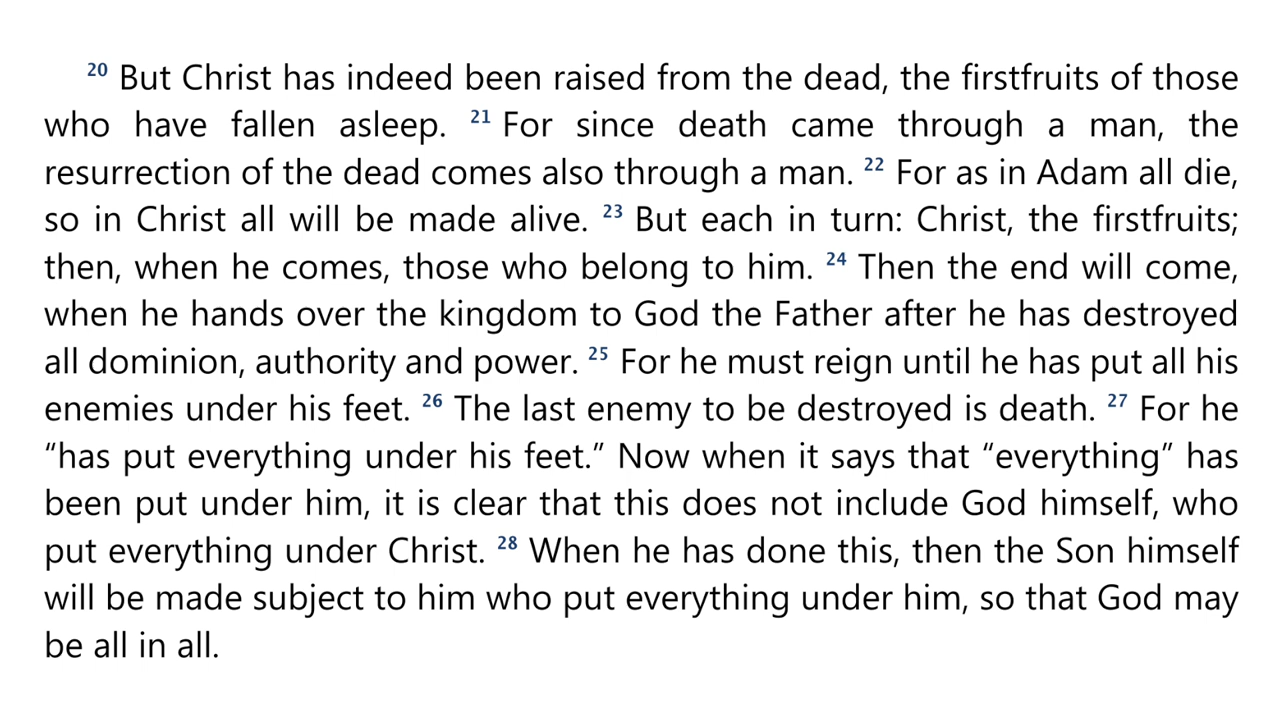 20 But Christ has indeed been raised from the dead, the firstfruits of those
who have fallen asleep. 21 For since death came through a man, the
resurrection of the dead comes also through a man. 22 For as in Adam all die,
so in Christ all will be made alive. 23 But each in turn: Christ, the firstfruits;
then, when he comes, those who belong to him. 24 Then the end will come,
when he hands over the kingdom to God the Father after he has destroyed
all dominion, authority and power. 25 For he must reign until he has put all his
enemies under his feet. 26 The last enemy to be destroyed is death. 27 For he
“has put everything under his feet.” Now when it says that “everything” has
been put under him, it is clear that this does not include God himself, who
put everything under Christ. 28 When he has done this, then the Son himself
will be made subject to him who put everything under him, so that God may
be all in all.